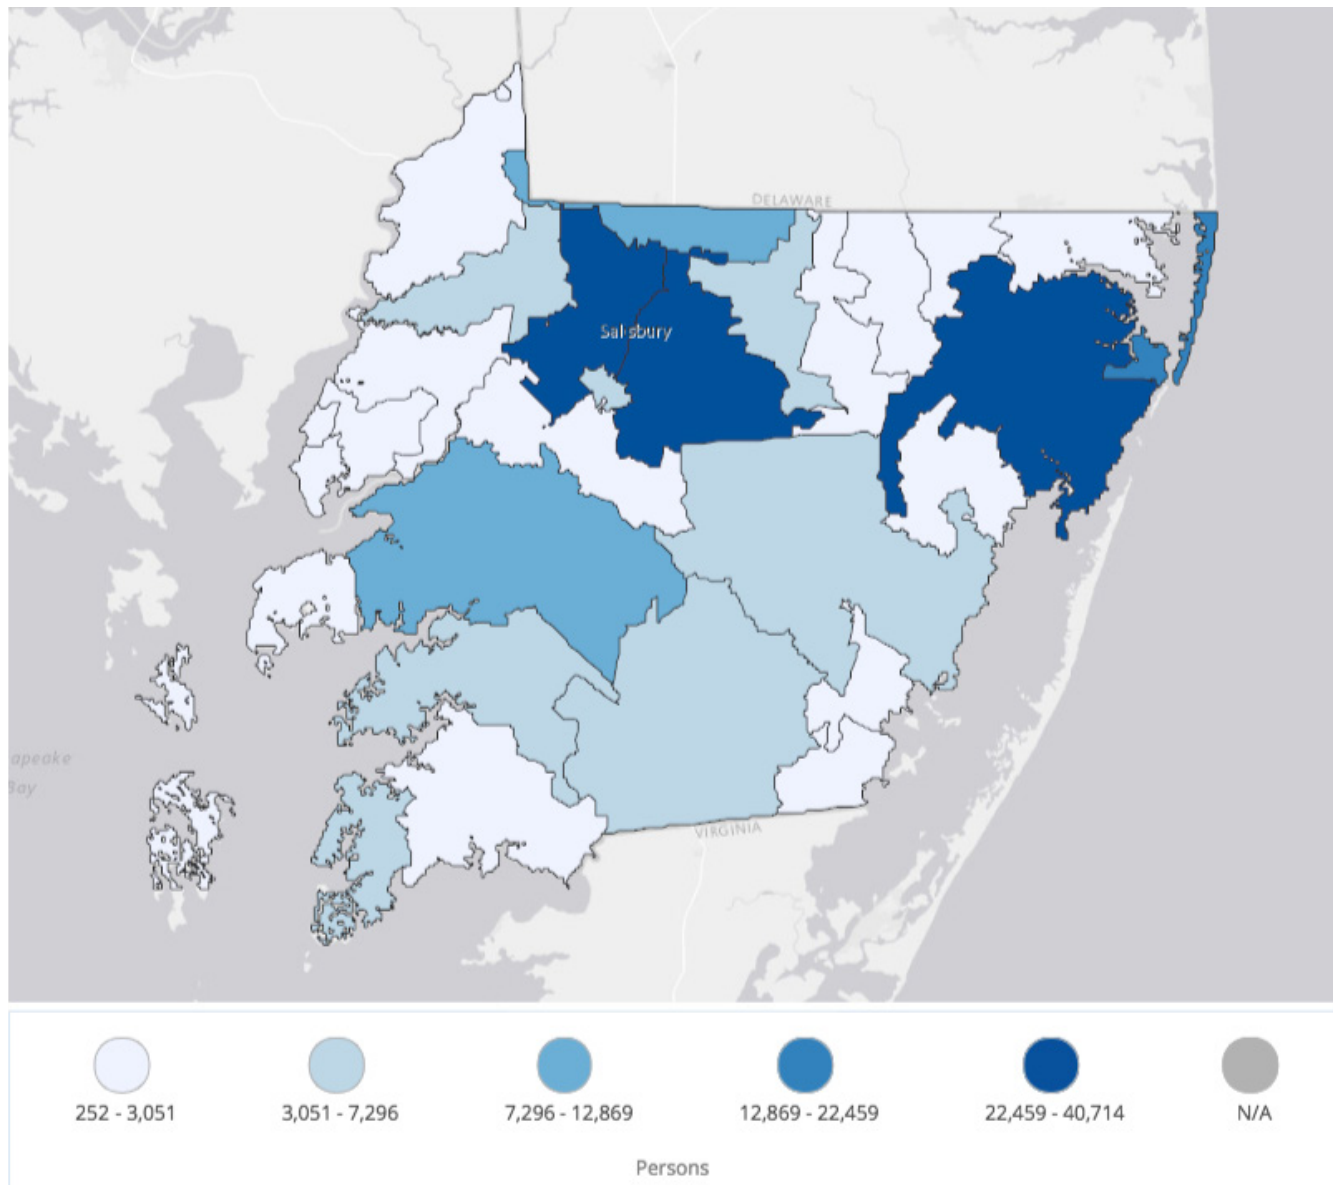 DELAWARE
Salisbury
apeake
Bay
VIRGINIA
252 - 3,051
3,051 - 7,296
7,296 - 12,869
12,869 - 22,459
22,459 - 40,714
N/A
Persons